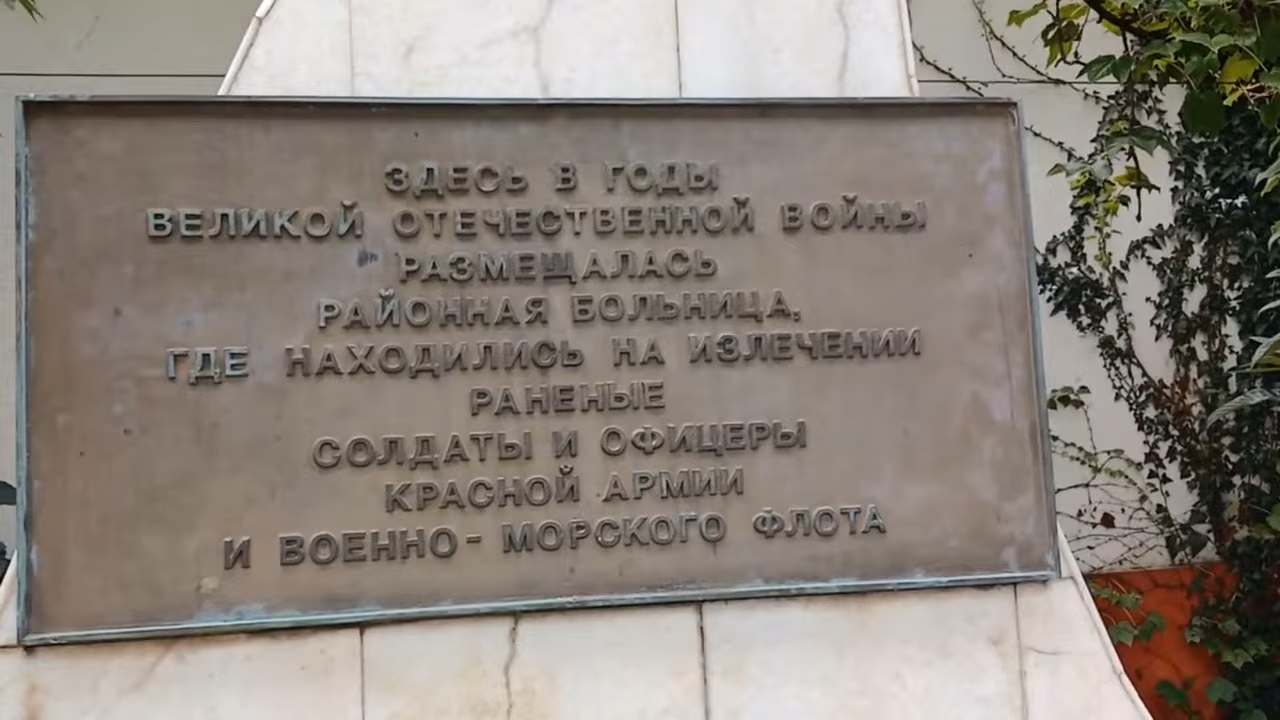 ЗДЕСЬ В ГОДЫ
ВЕЛИКОЙ ОТЕЧЕСТВЕННОЙ ВОЙНЫ
РАЗМЕЩАЛАСЬ
РАЙОННАЯ БОЛЬНИЦА,
ГДЕ НАХОДИЛИСЬ НА ИЗЛЕЧЕНИИ
РАНЕНЫЕ
СОЛДАТЫ И ОФИЦЕРЫ
КРАСНОЙ АРМИИ
И ВОЕННО - МОРСКОГО ФЛОТА